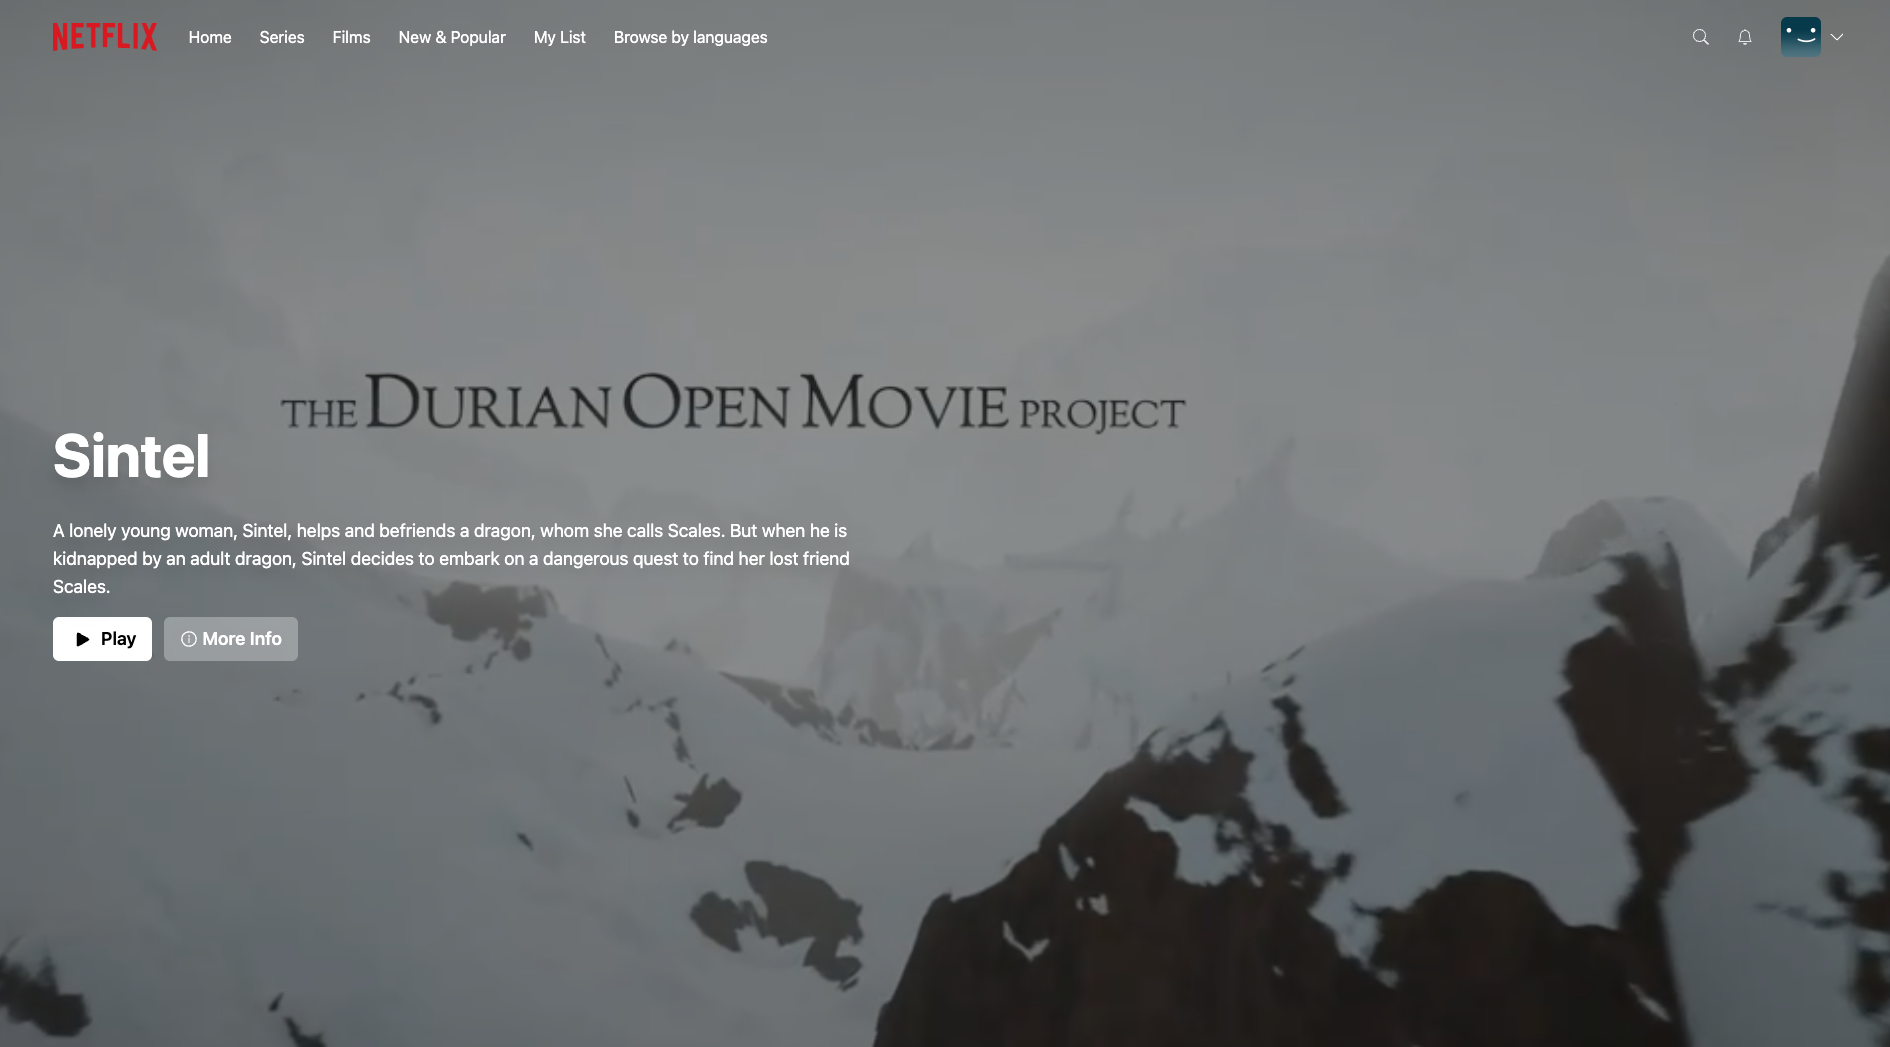 NETFLIX
Home
Series
Films
New & Popular
My List
Browse by languages
THE DURIAN OPEN MOVIE PROJECT
Sintel
A lonely young woman, Sintel, helps and befriends a dragon, whom she calls Scales. But when he is
kidnapped by an adult dragon, Sintel decides to embark on a dangerous quest to find her lost friend
Scales.
Play
More Info